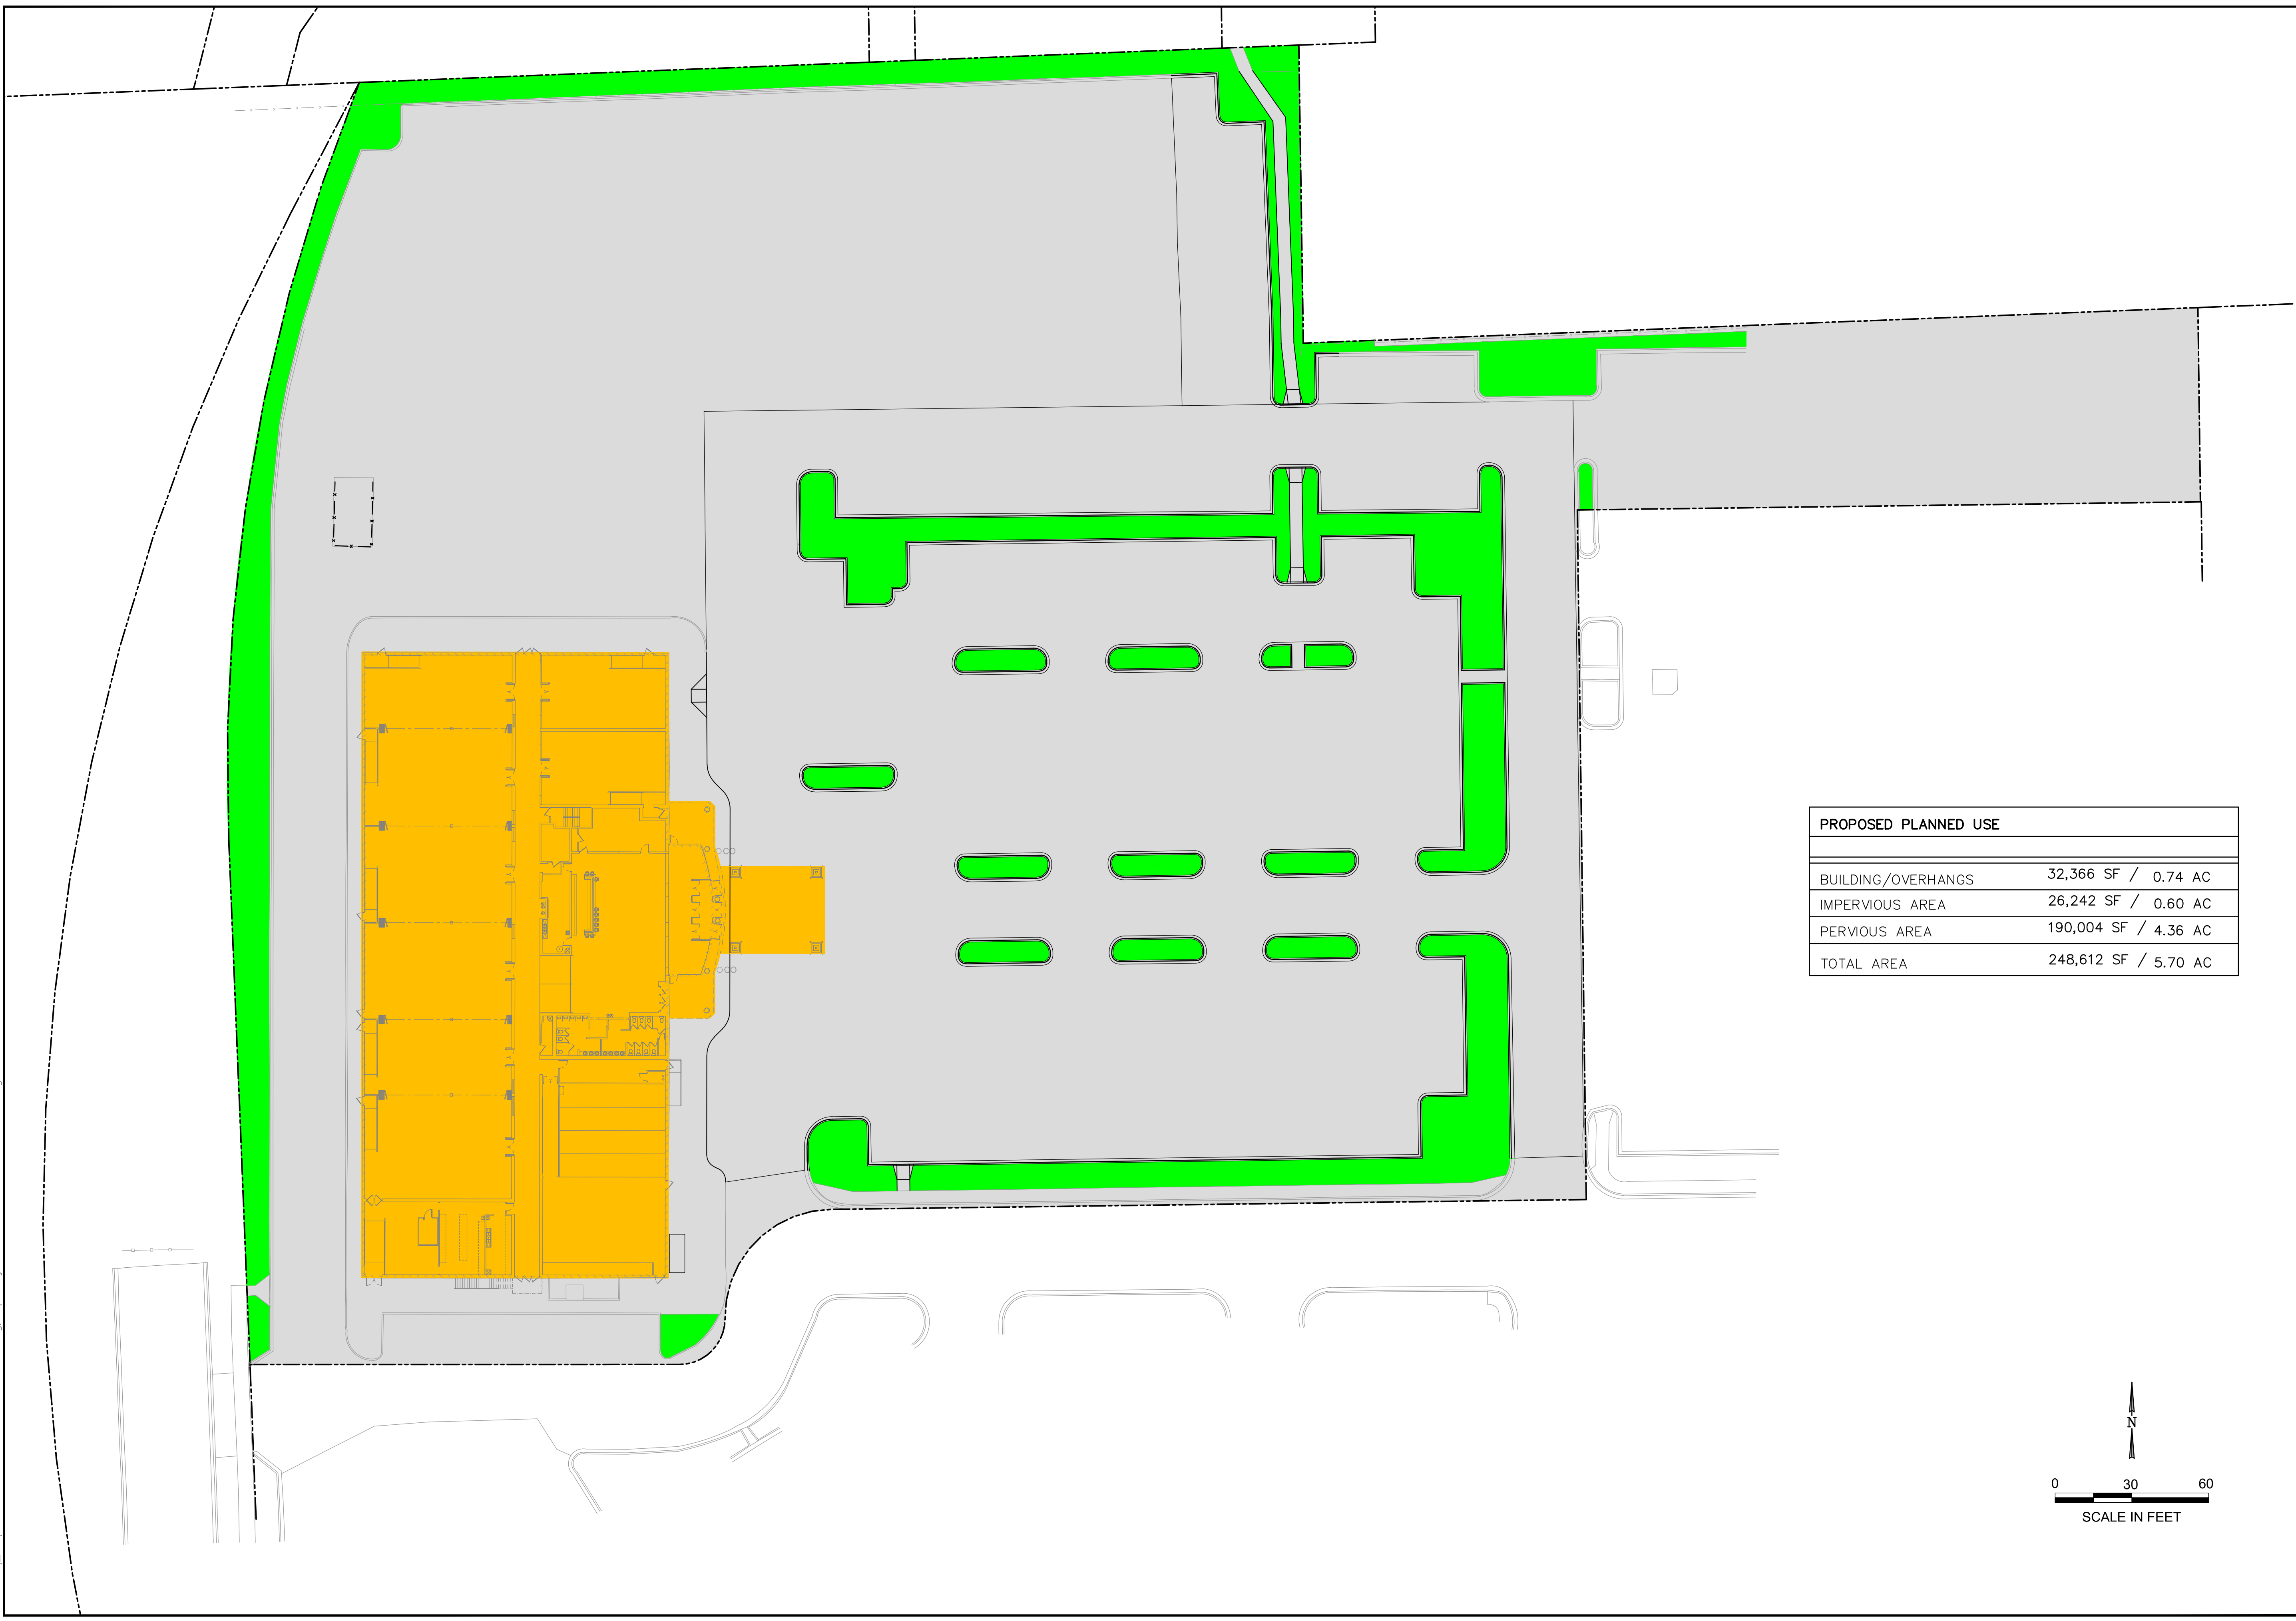 PROPOSED PLANNED USE
BUILDING/OVERHANGS 32,366 SF / 0.74 AC
IMPERVIOUS AREA 26,242 SF / 0.60 AC
PERVIOUS AREA 190,004 SF / 4.36 AC
TOTAL AREA 248,612 SF / 5.70 AC
N
0 30 60
SCALE IN FEET